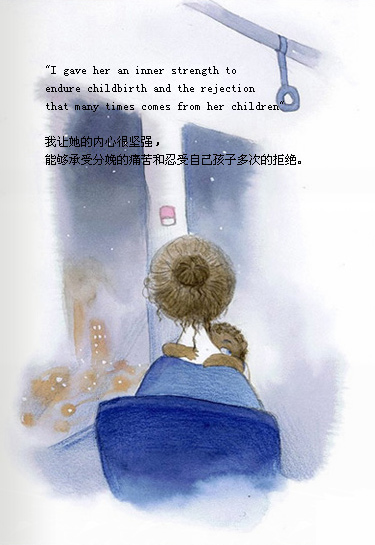 "I gave her an inner strength to
endure childbirth and the rejection
that many times comes from her children"
我让她的内心很坚强，
能够承受分娩的痛苦和忍受自己孩子多次的拒绝。